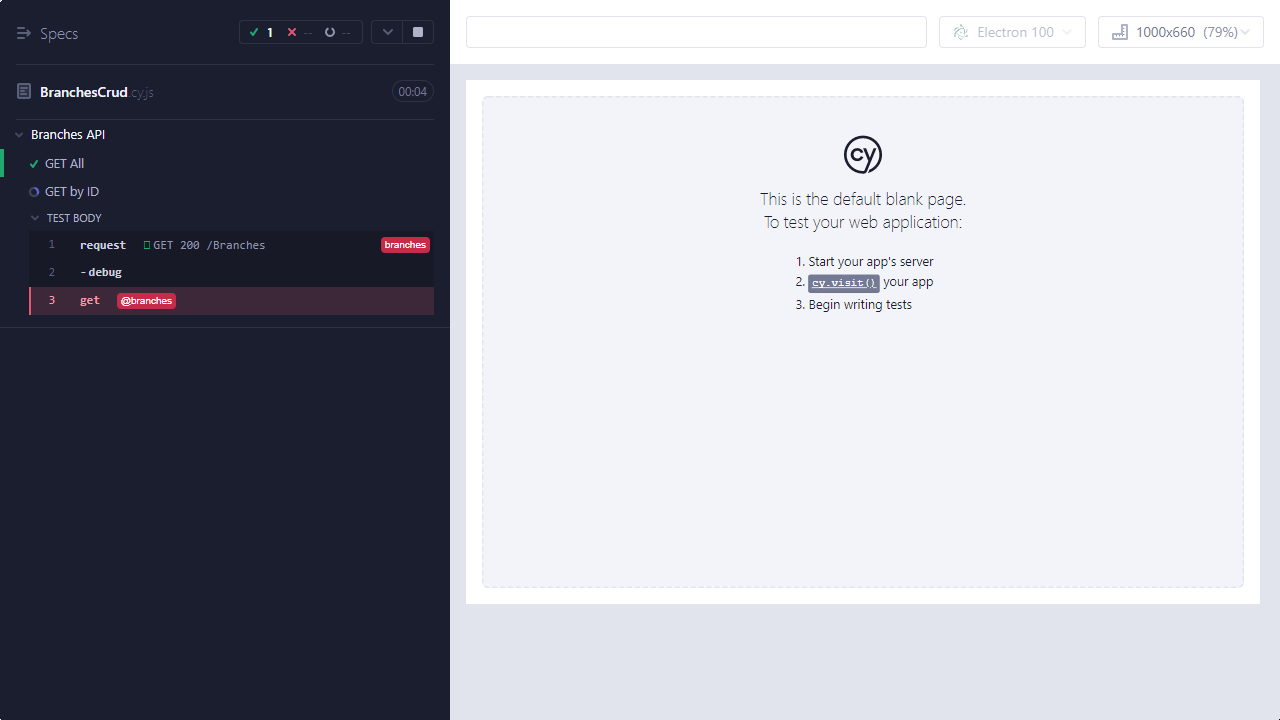 Specs
1
--
--
BranchesCrud.cy.js
00:04
Branches API
GET All
GET by ID
TEST BODY
1 request GET 200 /Branches branches
2 -debug
3 get @branches
Electron 100
1000x660 (79%)
cy
This is the default blank page.
To test your web application:
1. Start your app's server
2. cy.visit() your app
3. Begin writing tests